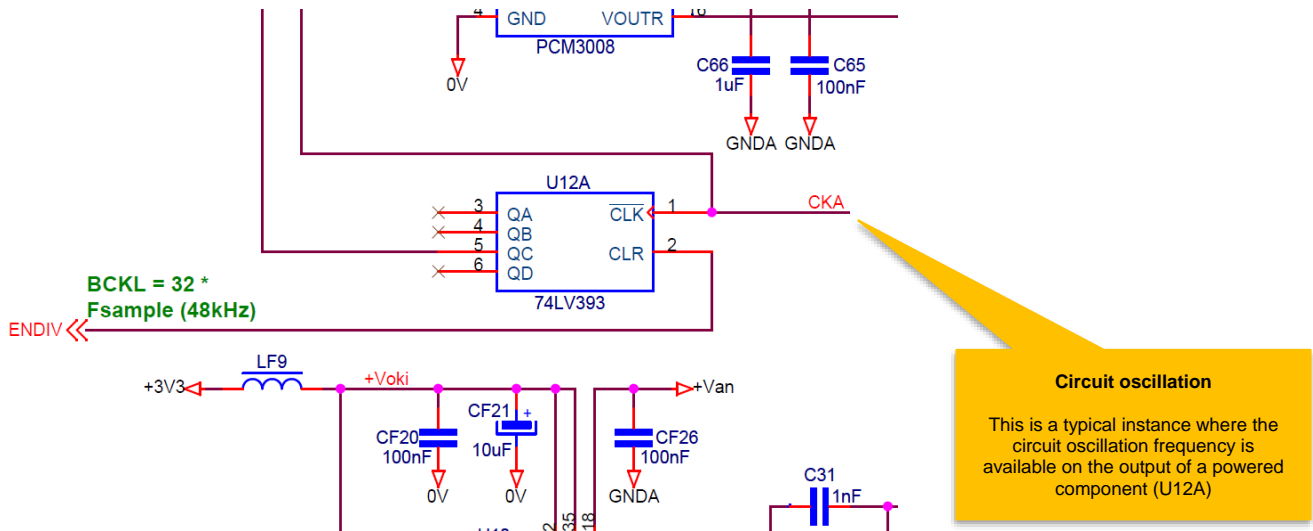 4 GND VOUTR 16
PCM3008
0V
C66
1uF
C65
100nF
GNDA GNDA
U12A
CKA
3 QA CLK 1
4 QB
5 QC CLR 2
6 QD
74LV393
BCKL = 32 *
Fsample (48kHz)
ENDIV
LF9
+3V3
+Voki
+Van
CF20
100nF
CF21 +
10uF
CF26
100nF
0V 0V GNDA
C31
1nF
2 35 18
Circuit oscillation
This is a typical instance where the
circuit oscillation frequency is
available on the output of a powered
component (U12A)